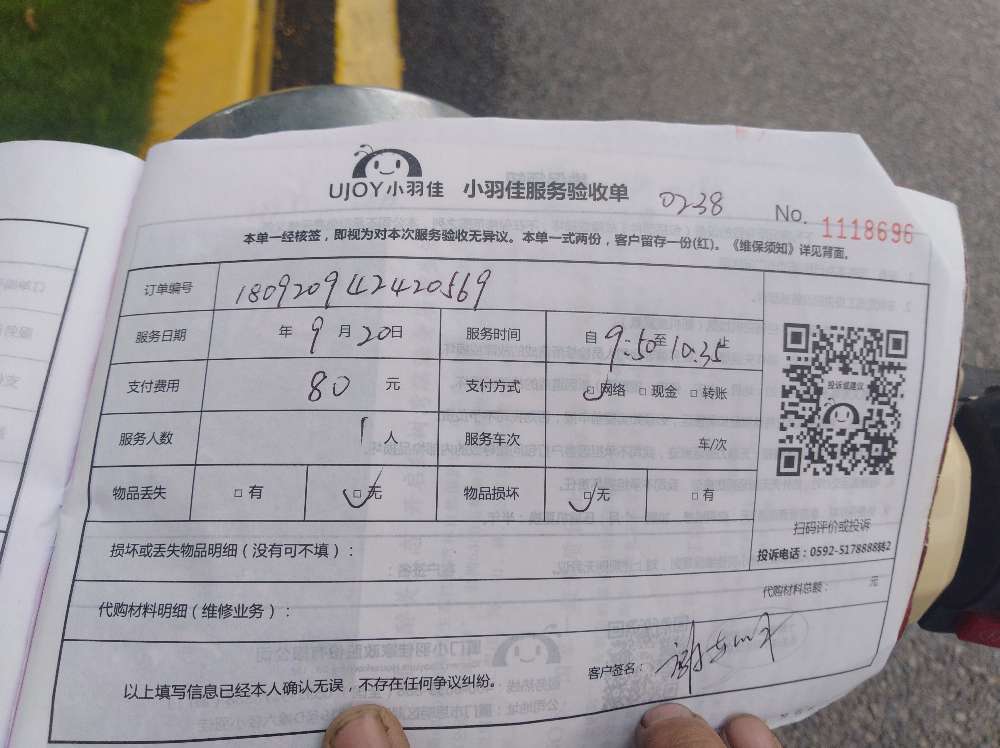 UJOY小羽佳 小羽佳服务验收单 0238 No. 1118696
本单一经核签，即视为对本次服务验收无异议。本单一式两份，客户留存一份(红)。《维保须知》详见背面。
订单编号 180920942420569
服务日期 年 9 月 20 日 服务时间 自 9:50 至 10:35 止
支付费用 80 元 支付方式 ☑网络 □现金 □转账
服务人数 1 人 服务车次 车/次
物品丢失 □有 ☑无 物品损坏 ☑无 □有
投诉或建议
扫码评价或投诉
投诉电话：0592-5178888转2
损坏或丢失物品明细（没有可不填）：
代购材料明细（维修业务）： 代购材料总额： 元
以上填写信息已经本人确认无误，不存在任何争议纠纷。 客户签名：